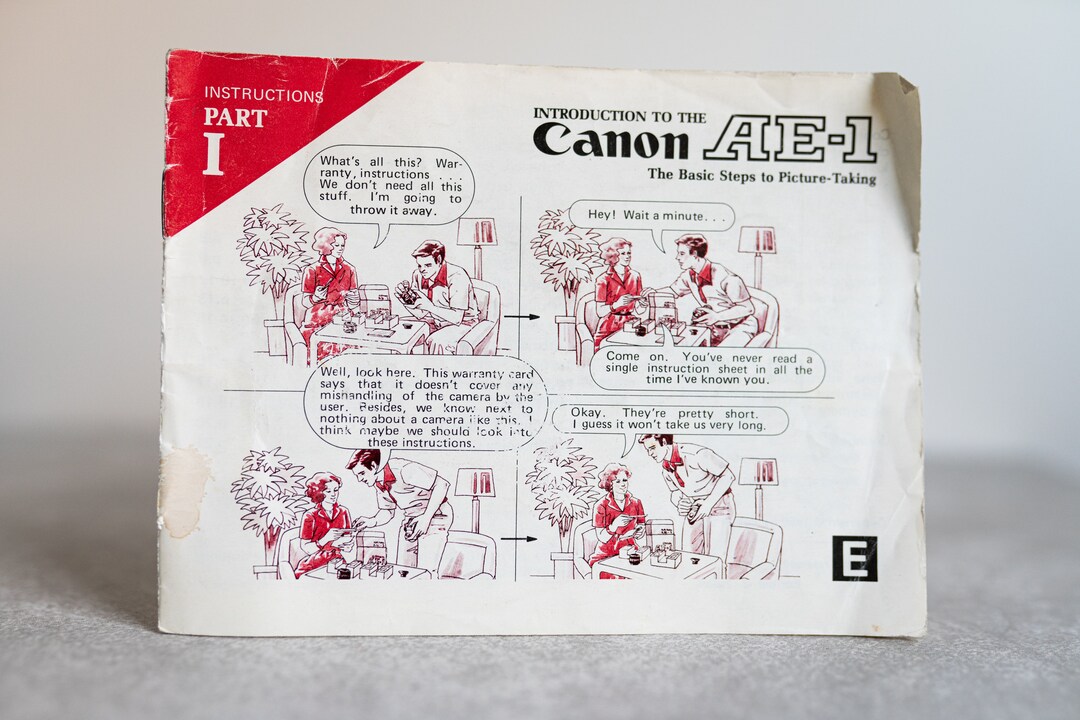 INSTRUCTIONS
PART
I
INTRODUCTION TO THE
Canon AE-1
The Basic Steps to Picture-Taking
What's all this? War-
ranty, instructions . . .
We don't need all this
stuff. I'm going to
throw it away.
Hey! Wait a minute. . .
Come on. You've never read a
single instruction sheet in all the
time I've known you.
Well, look here. This warranty card
says that it doesn't cover any
mishandling of the camera by the
user. Besides, we know next to
nothing about a camera like this. I
think maybe we should look into
these instructions.
Okay. They're pretty short.
I guess it won't take us very long.
E